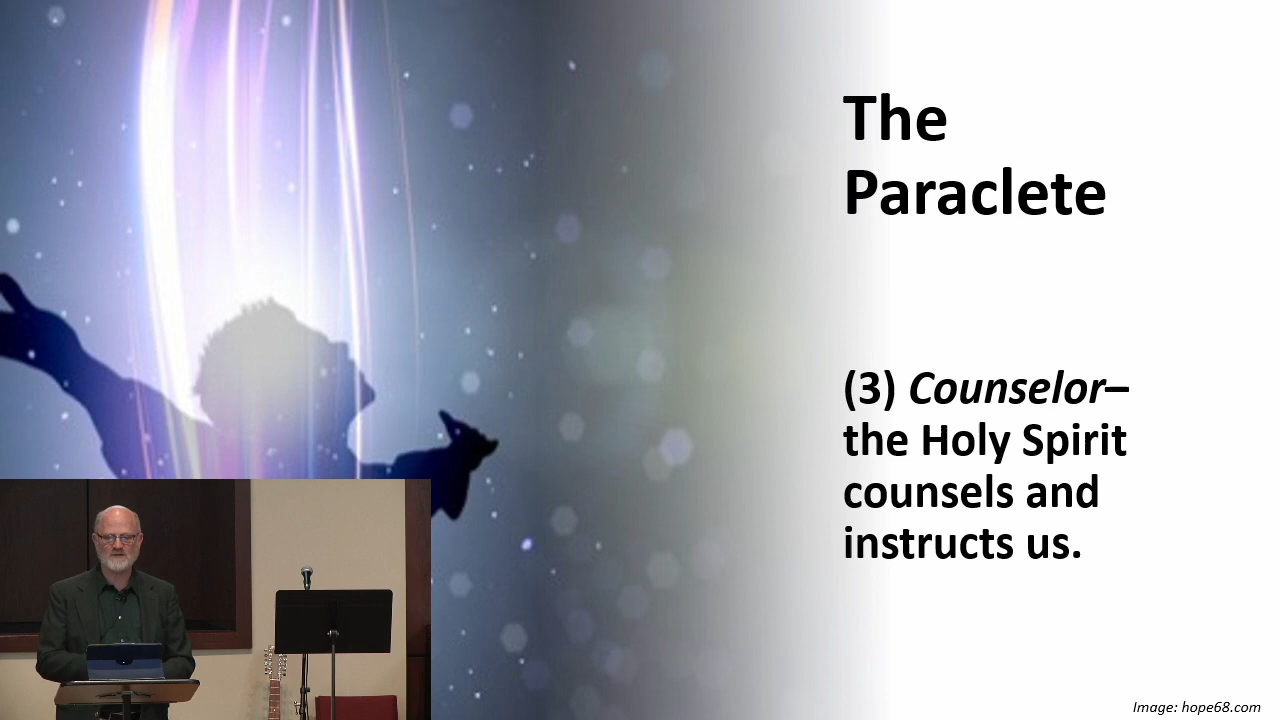 The
Paraclete
(3) Counselor–
the Holy Spirit
counsels and
instructs us.
Image: hope68.com